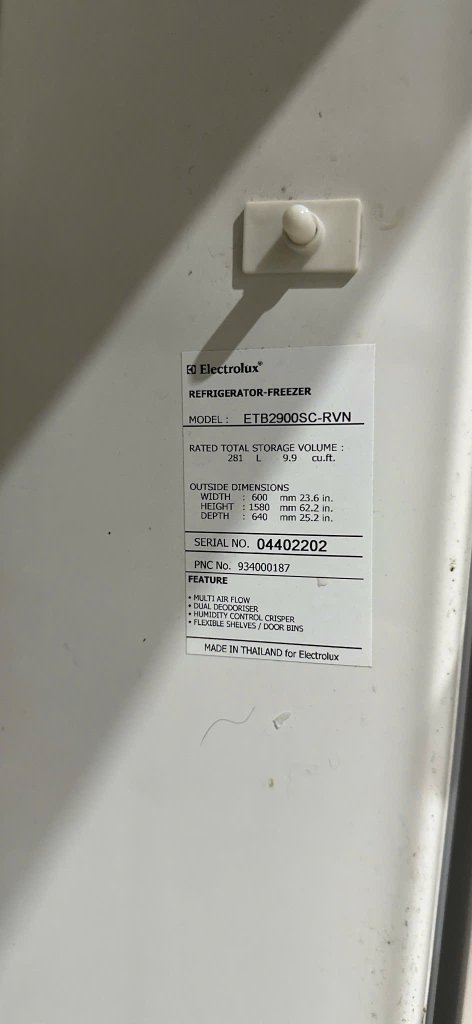 Electrolux®
REFRIGERATOR-FREEZER
MODEL : ETB2900SC-RVN
RATED TOTAL STORAGE VOLUME :
281 L 9.9 cu.ft.
OUTSIDE DIMENSIONS
WIDTH : 600 mm 23.6 in.
HEIGHT : 1580 mm 62.2 in.
DEPTH : 640 mm 25.2 in.
SERIAL NO. 04402202
PNC No. 934000187
FEATURE
• MULTI AIR FLOW
• DUAL DEODORISER
• HUMIDITY CONTROL CRISPER
• FLEXIBLE SHELVES / DOOR BINS
MADE IN THAILAND for Electrolux